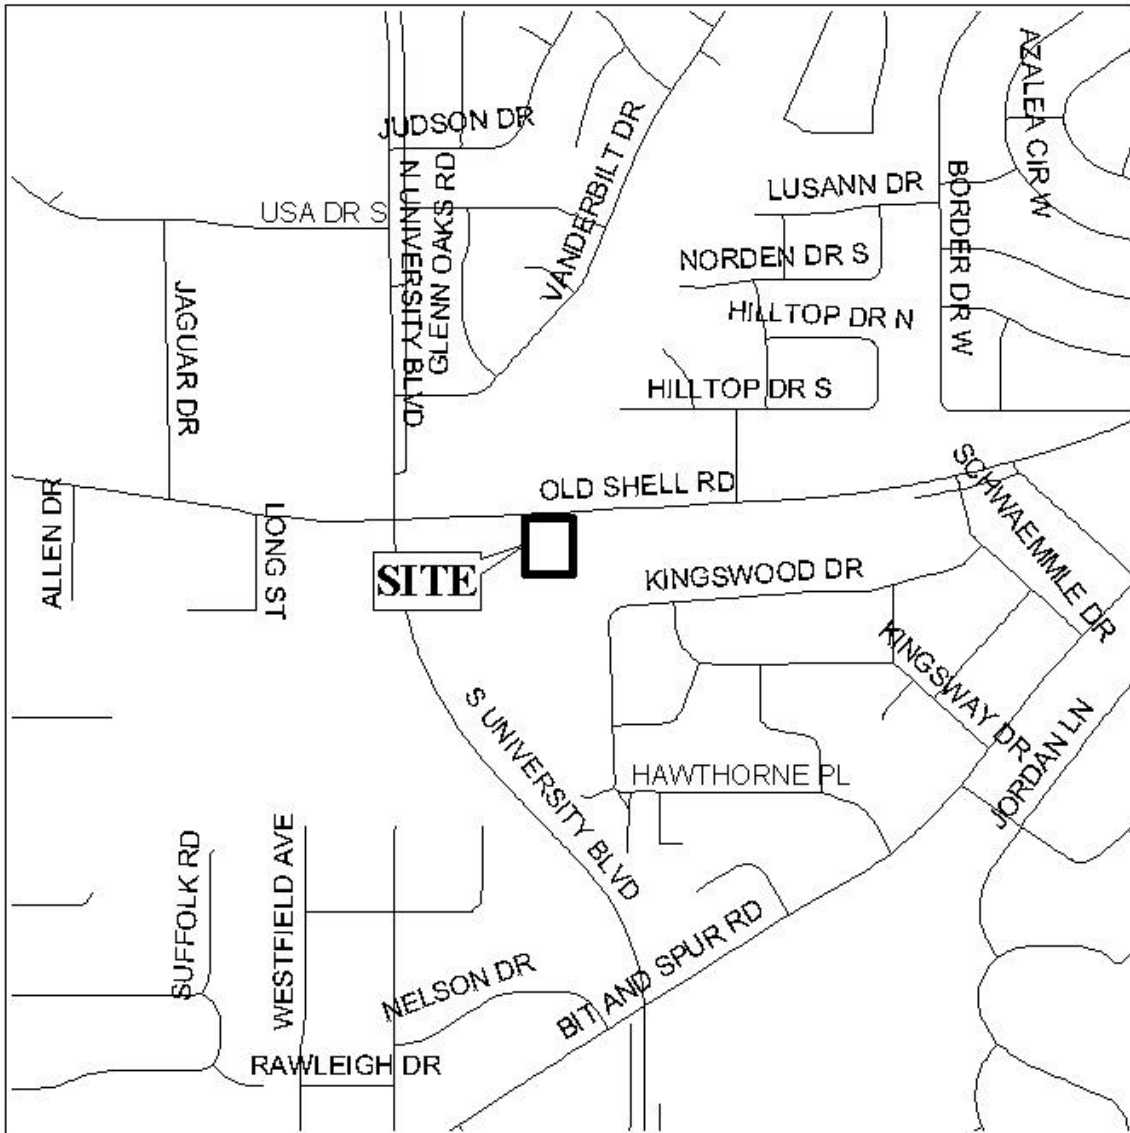 AZALEA CIR W
JUDSON DR
VANDERBILT DR
N UNIVERSITY BLVD
GLENN OAKS RD
USA DR S
LUSANN DR
BORDER DR W
NORDEN DR S
JAGUAR DR
HILLTOP DR N
HILLTOP DR S
OLD SHELL RD
SCHWAEMMLE DR
ALLEN DR
LONG ST
SITE
KINGSWOOD DR
KINGSWAY DR
S UNIVERSITY BLVD
JORDAN LN
HAWTHORNE PL
SUFFOLK RD
WESTFIELD AVE
BIT AND SPUR RD
NELSON DR
RAWLEIGH DR